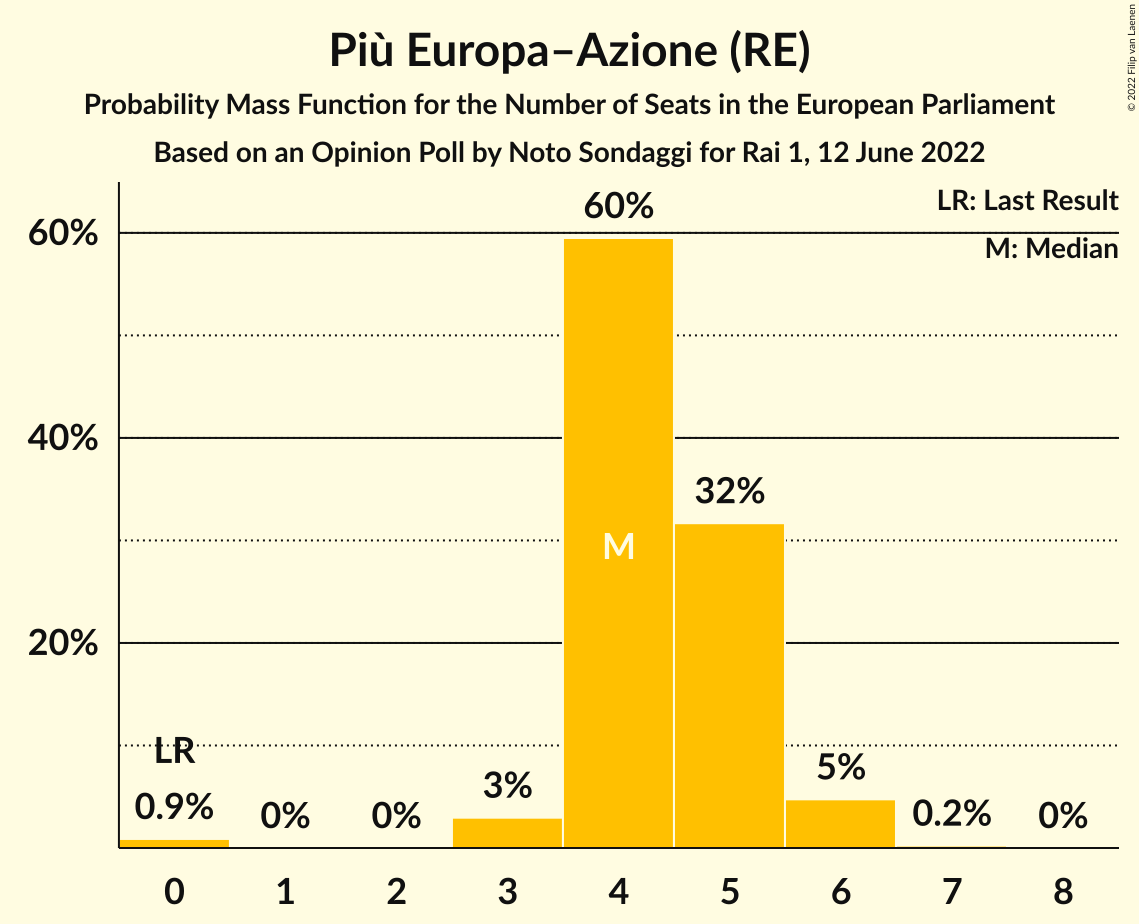 Più Europa–Azione (RE)
Probability Mass Function for the Number of Seats in the European Parliament
Based on an Opinion Poll by Noto Sondaggi for Rai 1, 12 June 2022
© 2022 Filip van Laenen
LR: Last Result
M: Median
60%
40%
20%
LR
0.9%
0%
0%
3%
60%
M
32%
5%
0.2%
0%
0 1 2 3 4 5 6 7 8